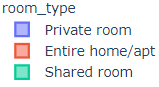 room_type
Private room
Entire home/apt
Shared room